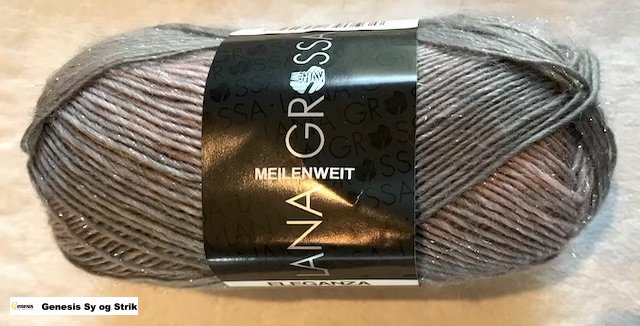 LANA GROSSA
MEILENWEIT
ELEGANZA
Genesis Sy og Strik